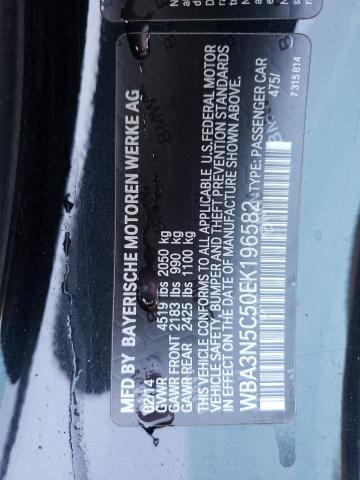 MFD BY BAYERISCHE MOTOREN WERKE AG
02/14
GVWR 4519 lbs 2050 kg
GAWR FRONT 2183 lbs 990 kg
GAWR REAR 2425 lbs 1100 kg
THIS VEHICLE CONFORMS TO ALL APPLICABLE U.S. FEDERAL MOTOR
VEHICLE SAFETY, BUMPER AND THEFT PREVENTION STANDARDS
IN EFFECT ON THE DATE OF MANUFACTURE SHOWN ABOVE.
WBA3N5C50EK196582 TYPE: PASSENGER CAR
475/
7315814